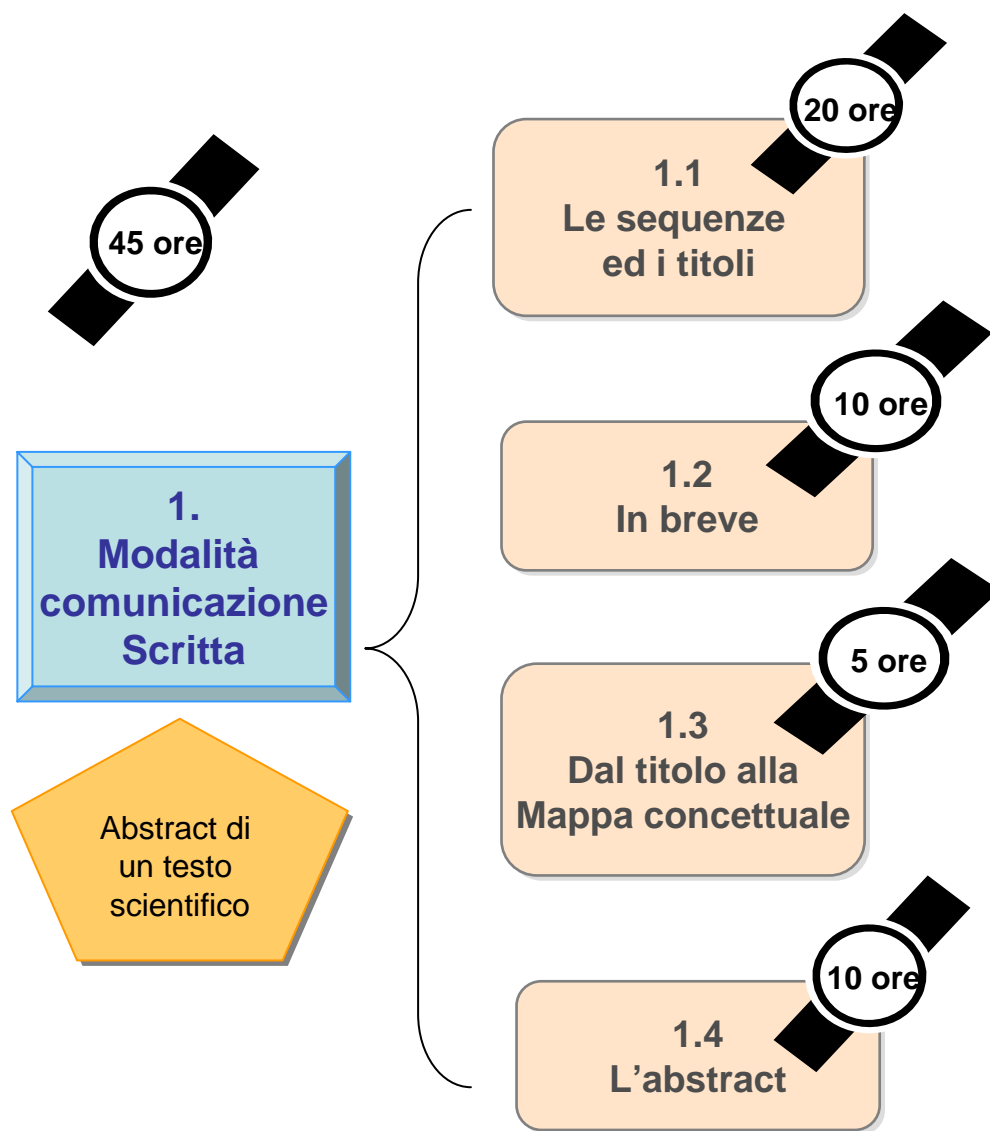 45 ore
1.
Modalità
comunicazione
Scritta
Abstract di
un testo
scientifico
20 ore
1.1
Le sequenze
ed i titoli
10 ore
1.2
In breve
5 ore
1.3
Dal titolo alla
Mappa concettuale
10 ore
1.4
L’abstract